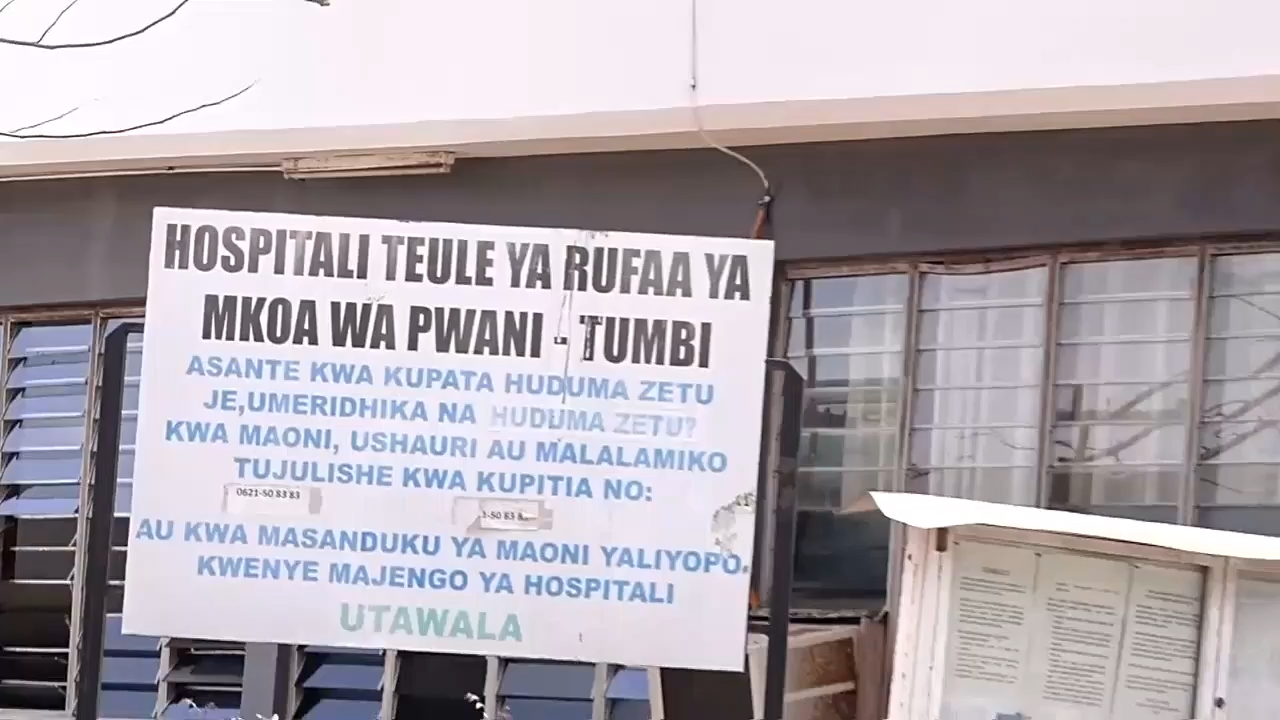 HOSPITALI TEULE YA RUFAA YA
MKOA WA PWANI - TUMBI
ASANTE KWA KUPATA HUDUMA ZETU
JE,UMERIDHIKA NA HUDUMA ZETU?
KWA MAONI, USHAURI AU MALALAMIKO
TUJULISHE KWA KUPITIA NO:
0621-50 83 83
AU KWA MASANDUKU YA MAONI YALIYOPO
KWENYE MAJENGO YA HOSPITALI
UTAWALA